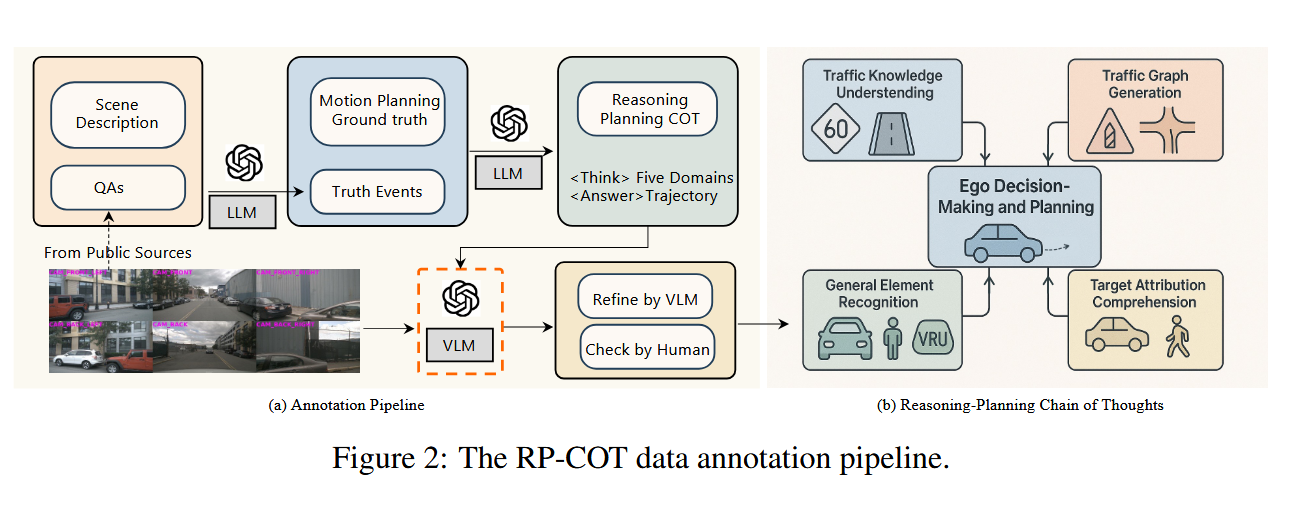 Scene
Description
QAs
LLM
Motion Planning
Ground truth
Truth Events
LLM
Reasoning
Planning COT
<Think> Five Domains
<Answer>Trajectory
From Public Sources
CAM_FRONT
CAM_FRONT_RIGHT
CAM_BACK
VLM
Refine by VLM
Check by Human
(a) Annotation Pipeline
Traffic Knowledge
Understending
60
Traffic Graph
Generation
Ego Decision-
Making and Planning
General Element
Recognition
VRU
Target Attribution
Comprehension
(b) Reasoning-Planning Chain of Thoughts
Figure 2: The RP-COT data annotation pipeline.